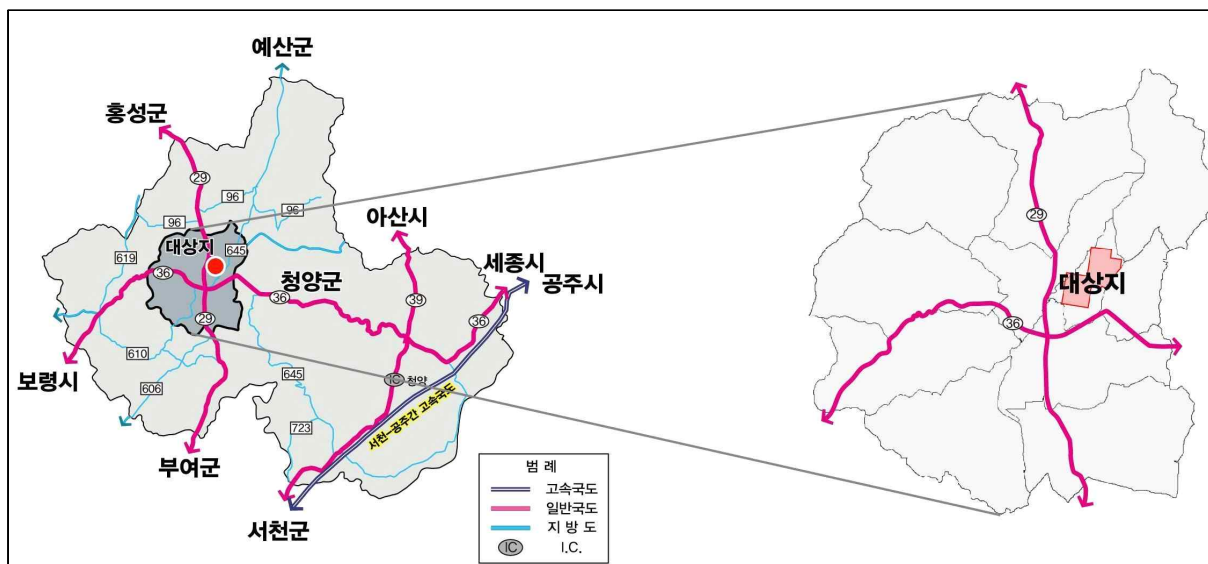 예산군
홍성군
29
96
96
96
아산시
대상지
645
619
세종시
공주시
36
청양군
36
39
36
29
610
보령시
645
IC 청양
606
서천-공주간 고속국도
723
부여군
서천군
범 례
고속국도
일반국도
지 방 도
IC I.C.
29
대상지
36